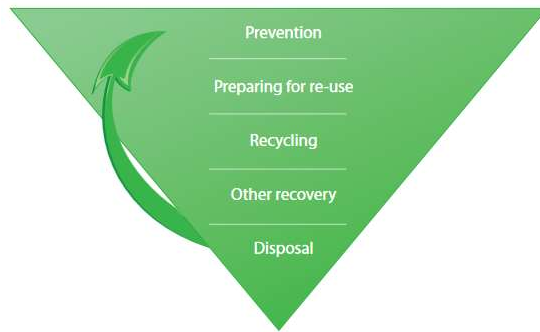 Prevention
Preparing for re-use
Recycling
Other recovery
Disposal